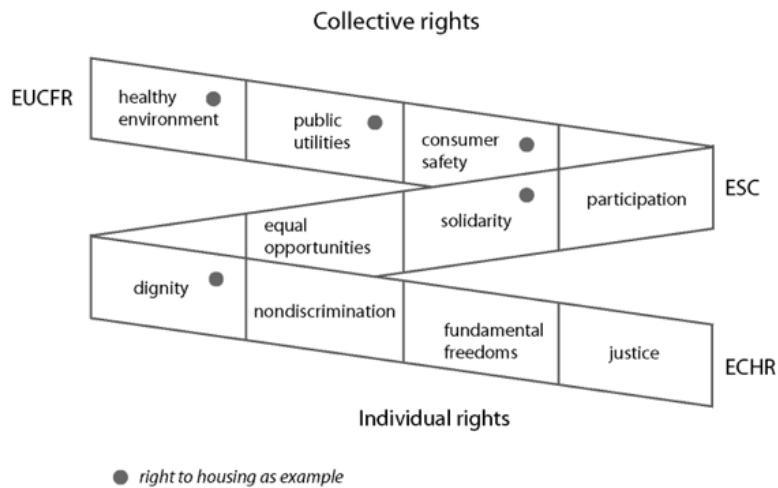 Collective rights
EUCFR
healthy
environment
public
utilities
consumer
safety
ESC
participation
solidarity
equal
opportunities
dignity
nondiscrimination
fundamental
freedoms
justice
ECHR
Individual rights
right to housing as example